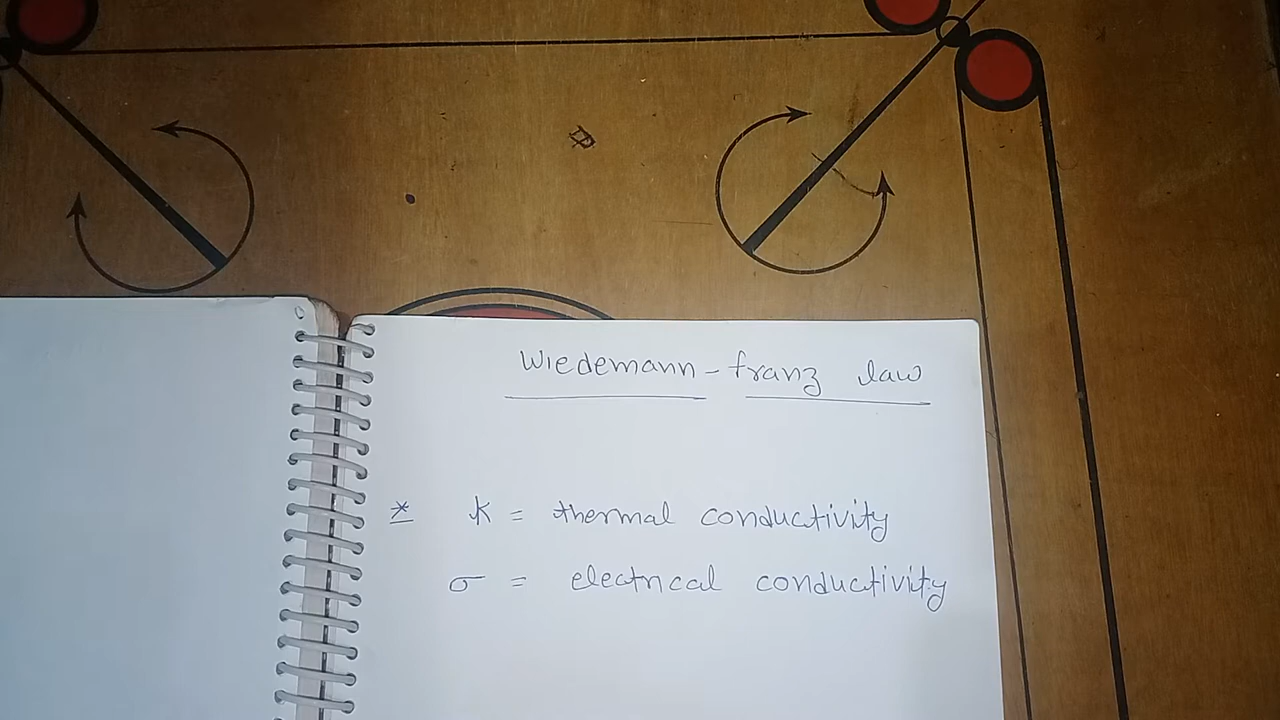 Wiedemann - franz law
* K = thermal conductivity
σ = electrical conductivity